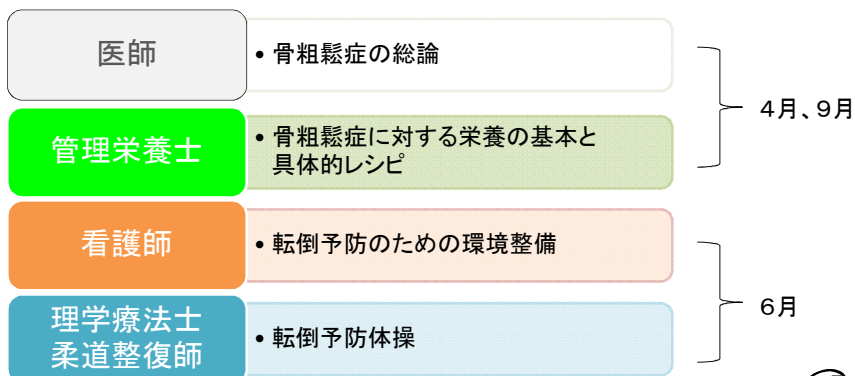 医師
• 骨粗鬆症の総論
4月、9月
管理栄養士
• 骨粗鬆症に対する栄養の基本と
具体的レシピ
看護師
• 転倒予防のための環境整備
6月
理学療法士
柔道整復師
• 転倒予防体操